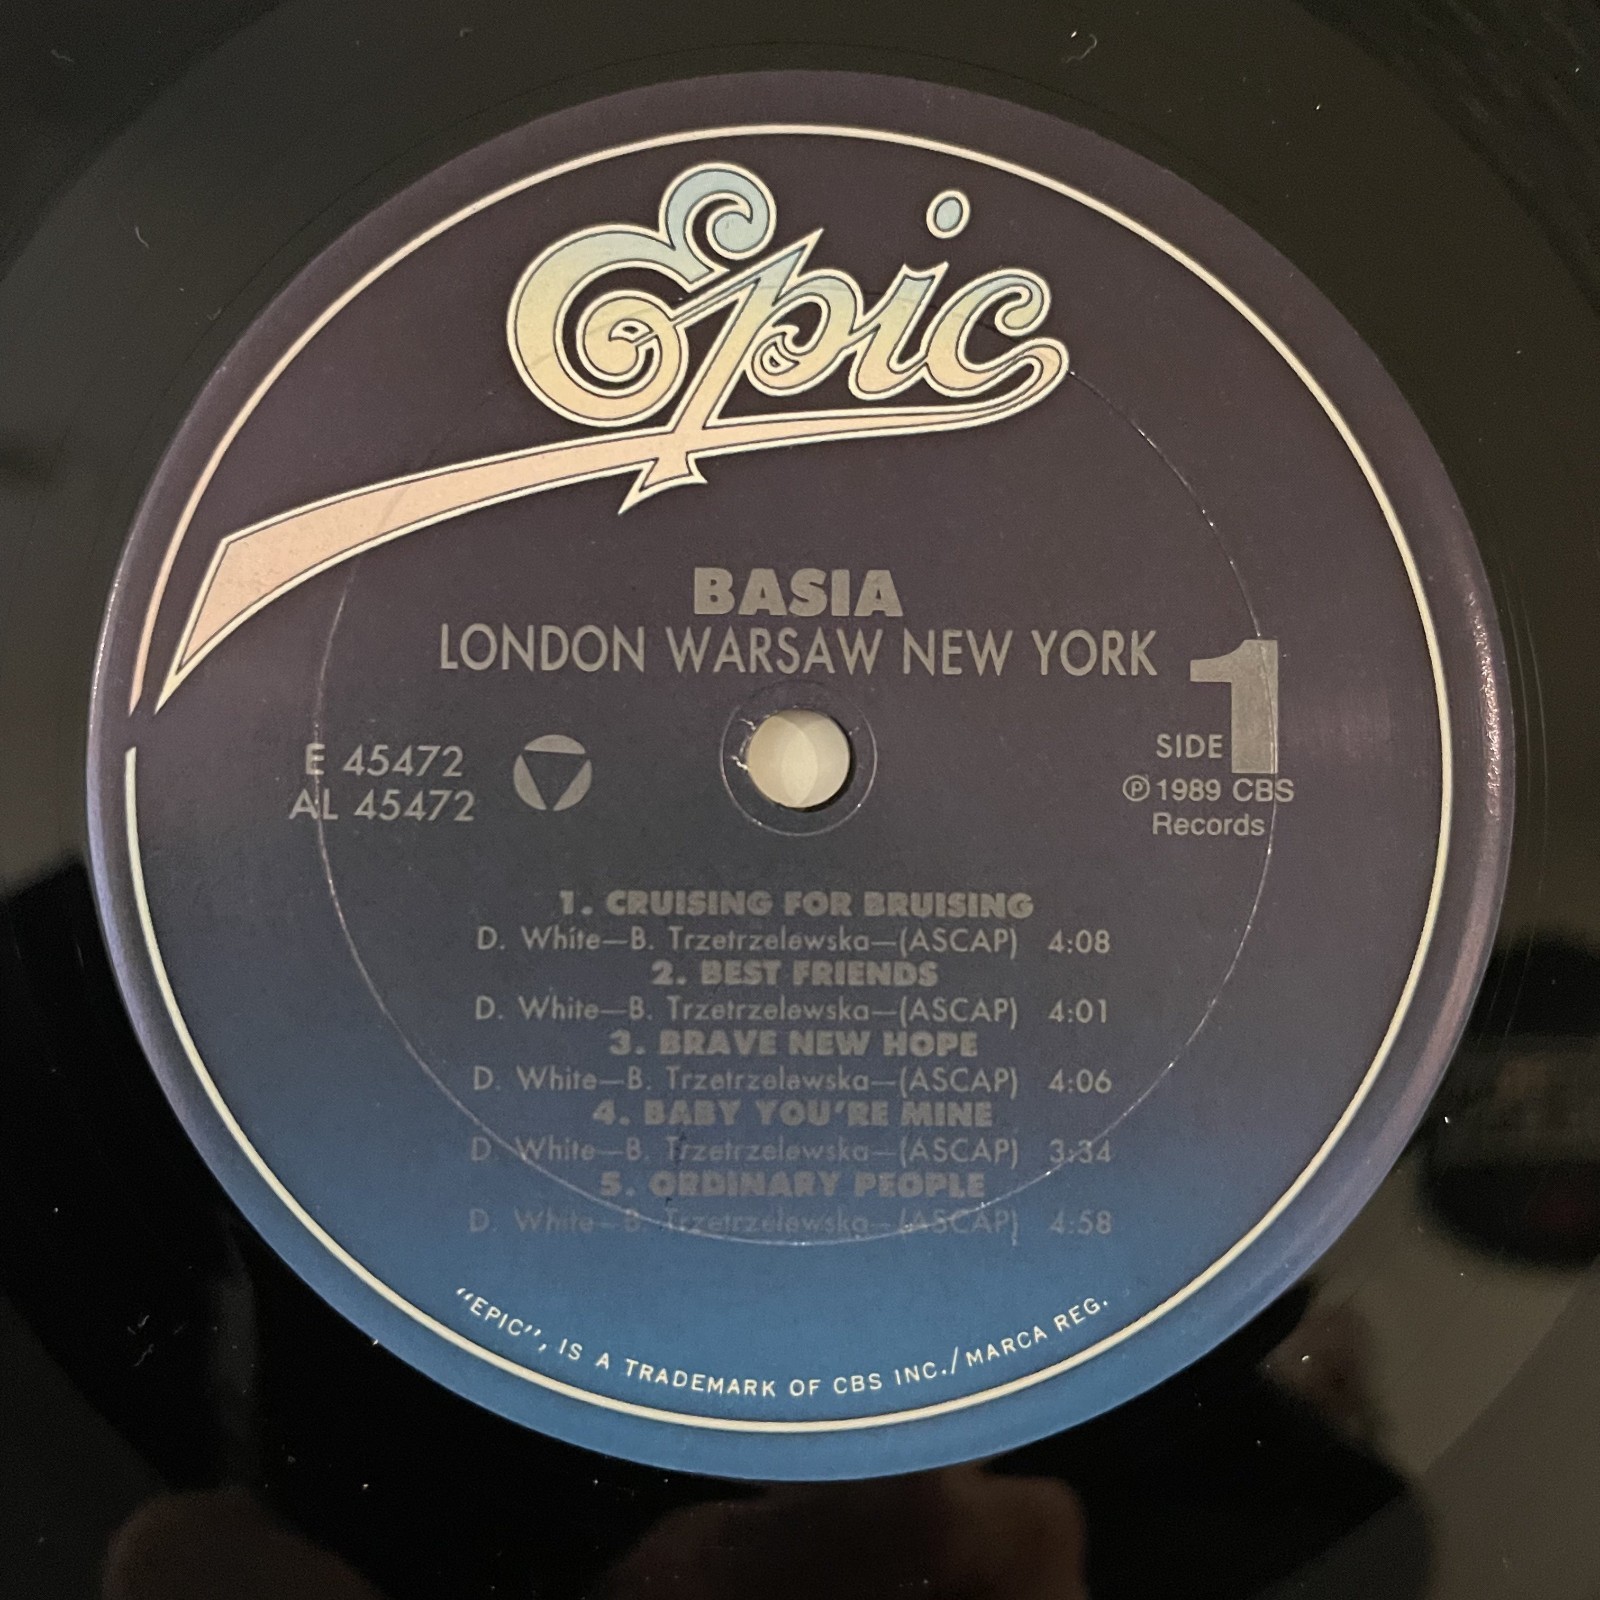 Epic
BASIA
LONDON WARSAW NEW YORK
E 45472
AL 45472
SIDE 1
℗ 1989 CBS
Records
1. CRUISING FOR BRUISING
D. White—B. Trzetrzelewska—(ASCAP) 4:08
2. BEST FRIENDS
D. White—B. Trzetrzelewska—(ASCAP) 4:01
3. BRAVE NEW HOPE
D. White—B. Trzetrzelewska—(ASCAP) 4:06
4. BABY YOU'RE MINE
D. White—B. Trzetrzelewska—(ASCAP) 3:34
5. ORDINARY PEOPLE
D. White—B. Trzetrzelewska—(ASCAP) 4:58
"EPIC", IS A TRADEMARK OF CBS INC./MARCA REG.